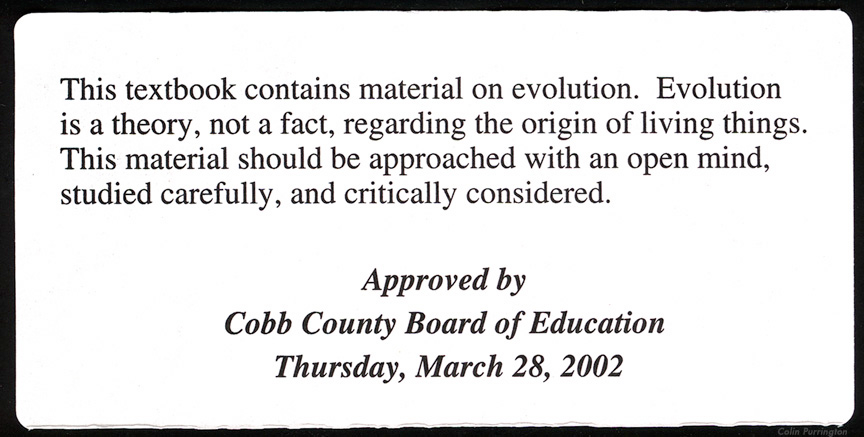 This textbook contains material on evolution.  Evolution
is a theory, not a fact, regarding the origin of living things.
This material should be approached with an open mind,
studied carefully, and critically considered.
Approved by
Cobb County Board of Education
Thursday, March 28, 2002
Colin Purrington